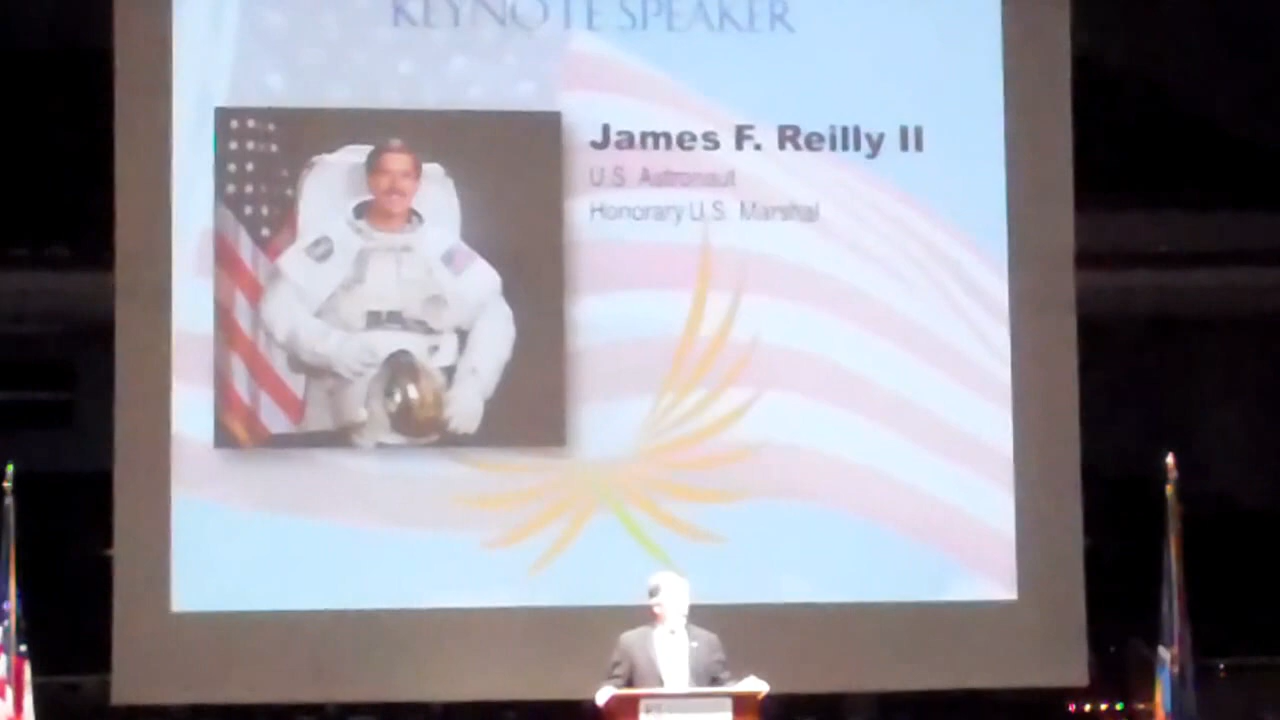 KEYNOTE SPEAKER
James F. Reilly II
U.S. Astronaut
Honorary U.S. Marshal